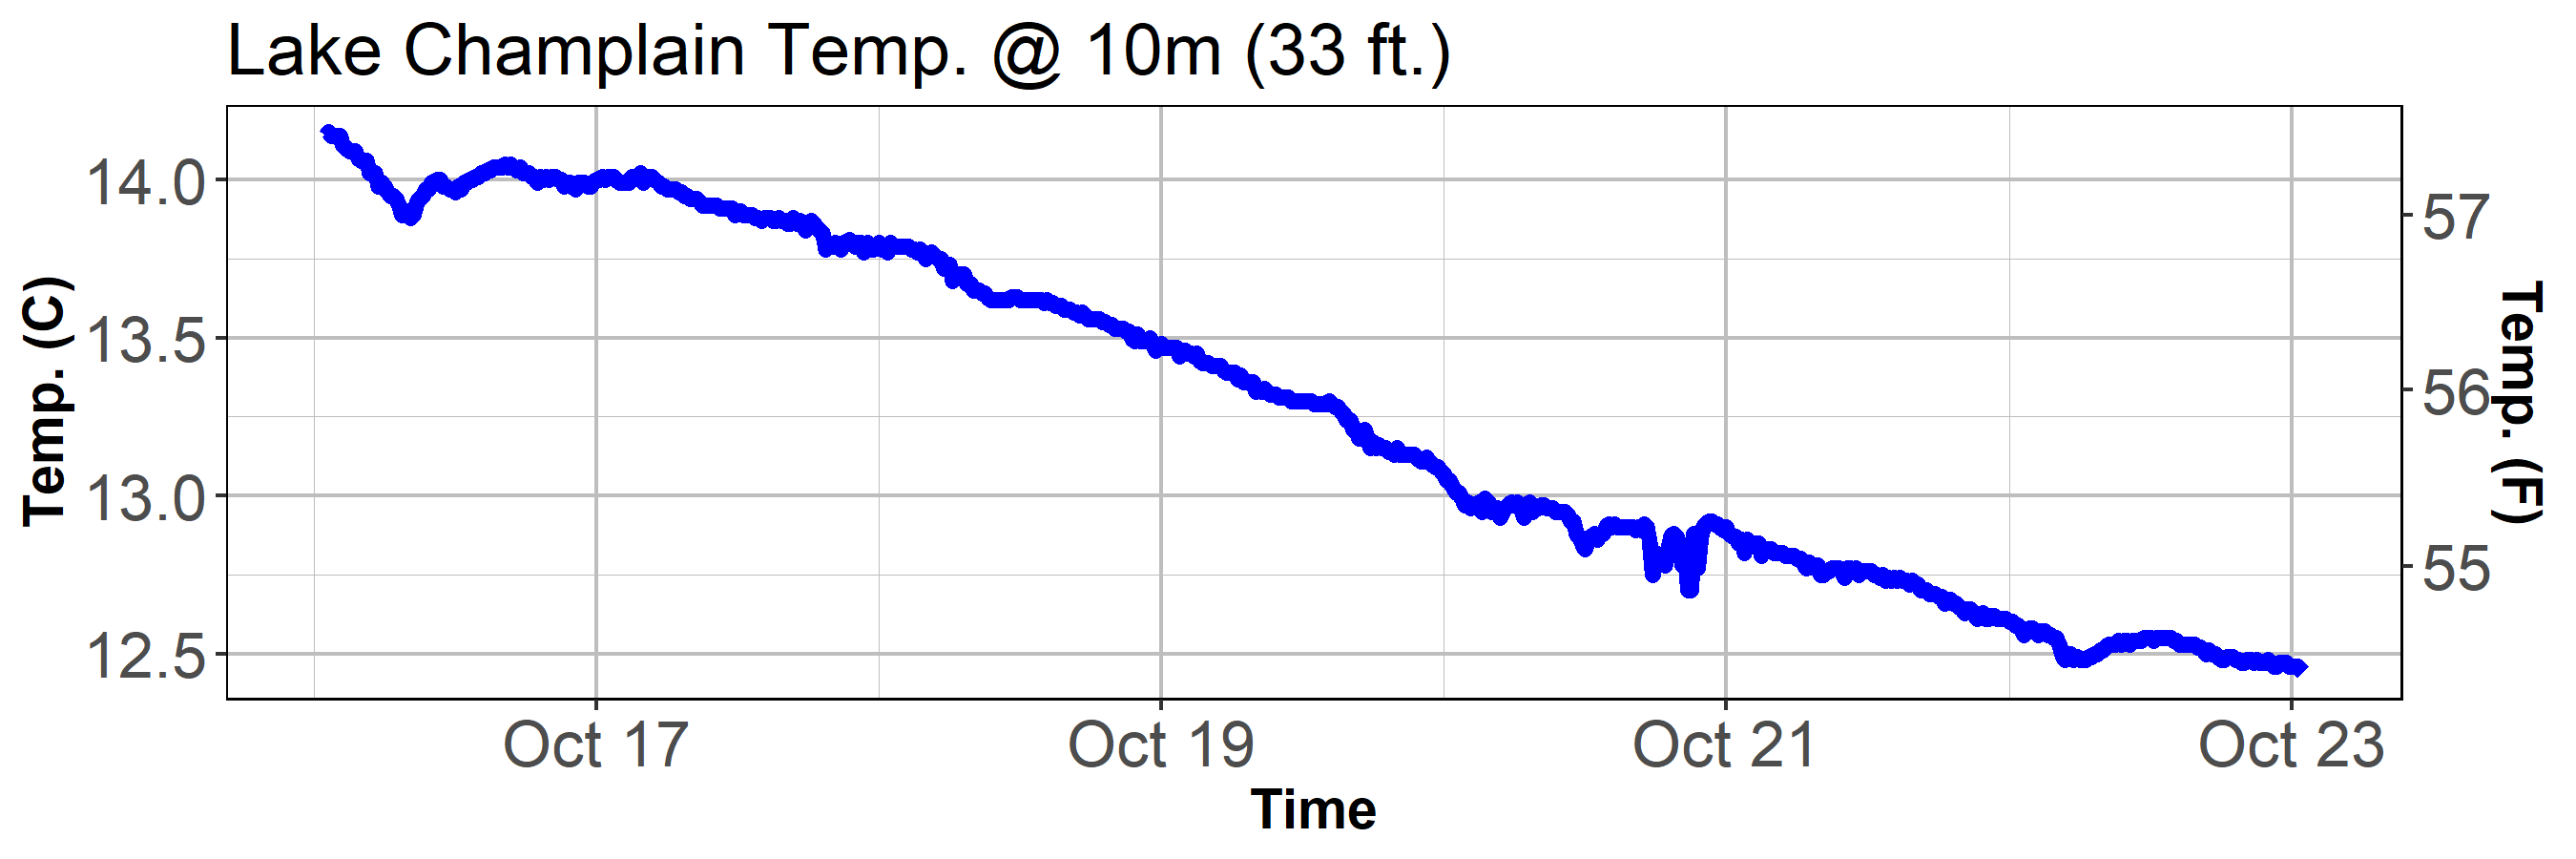 Lake Champlain Temp. @ 10m (33 ft.)
Temp. (C)
14.0
13.5
13.0
12.5
57
56
55
Temp. (F)
Oct 17 Oct 19 Oct 21 Oct 23
Time